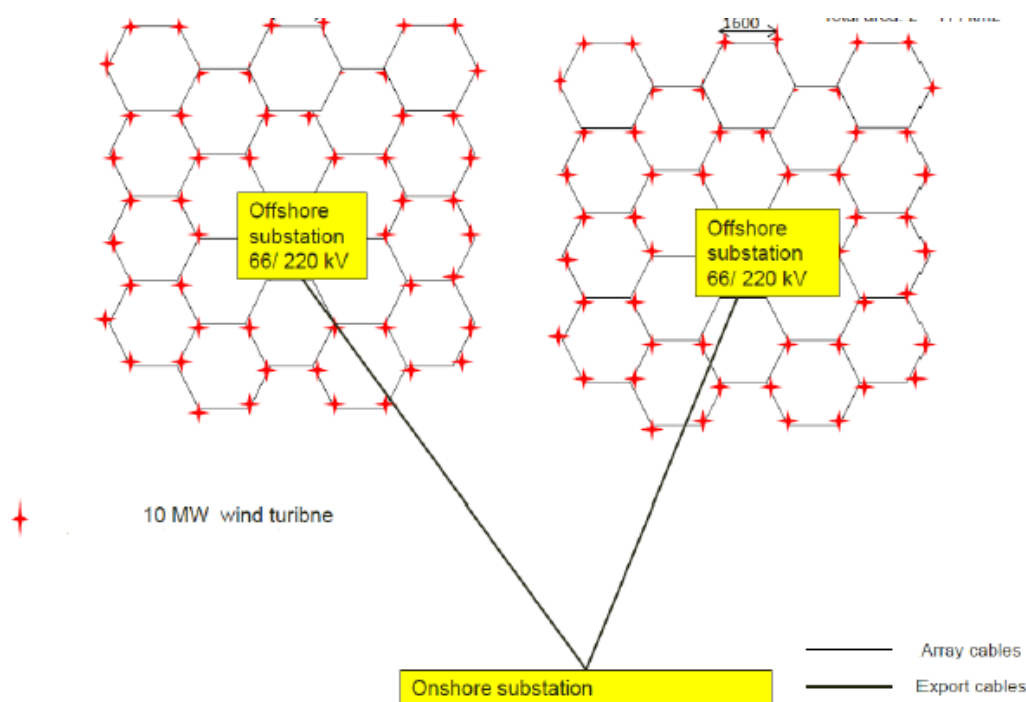 1600
Offshore
substation
66/ 220 kV
Offshore
substation
66/ 220 kV
10 MW wind turibne
Array cables
Export cables
Onshore substation